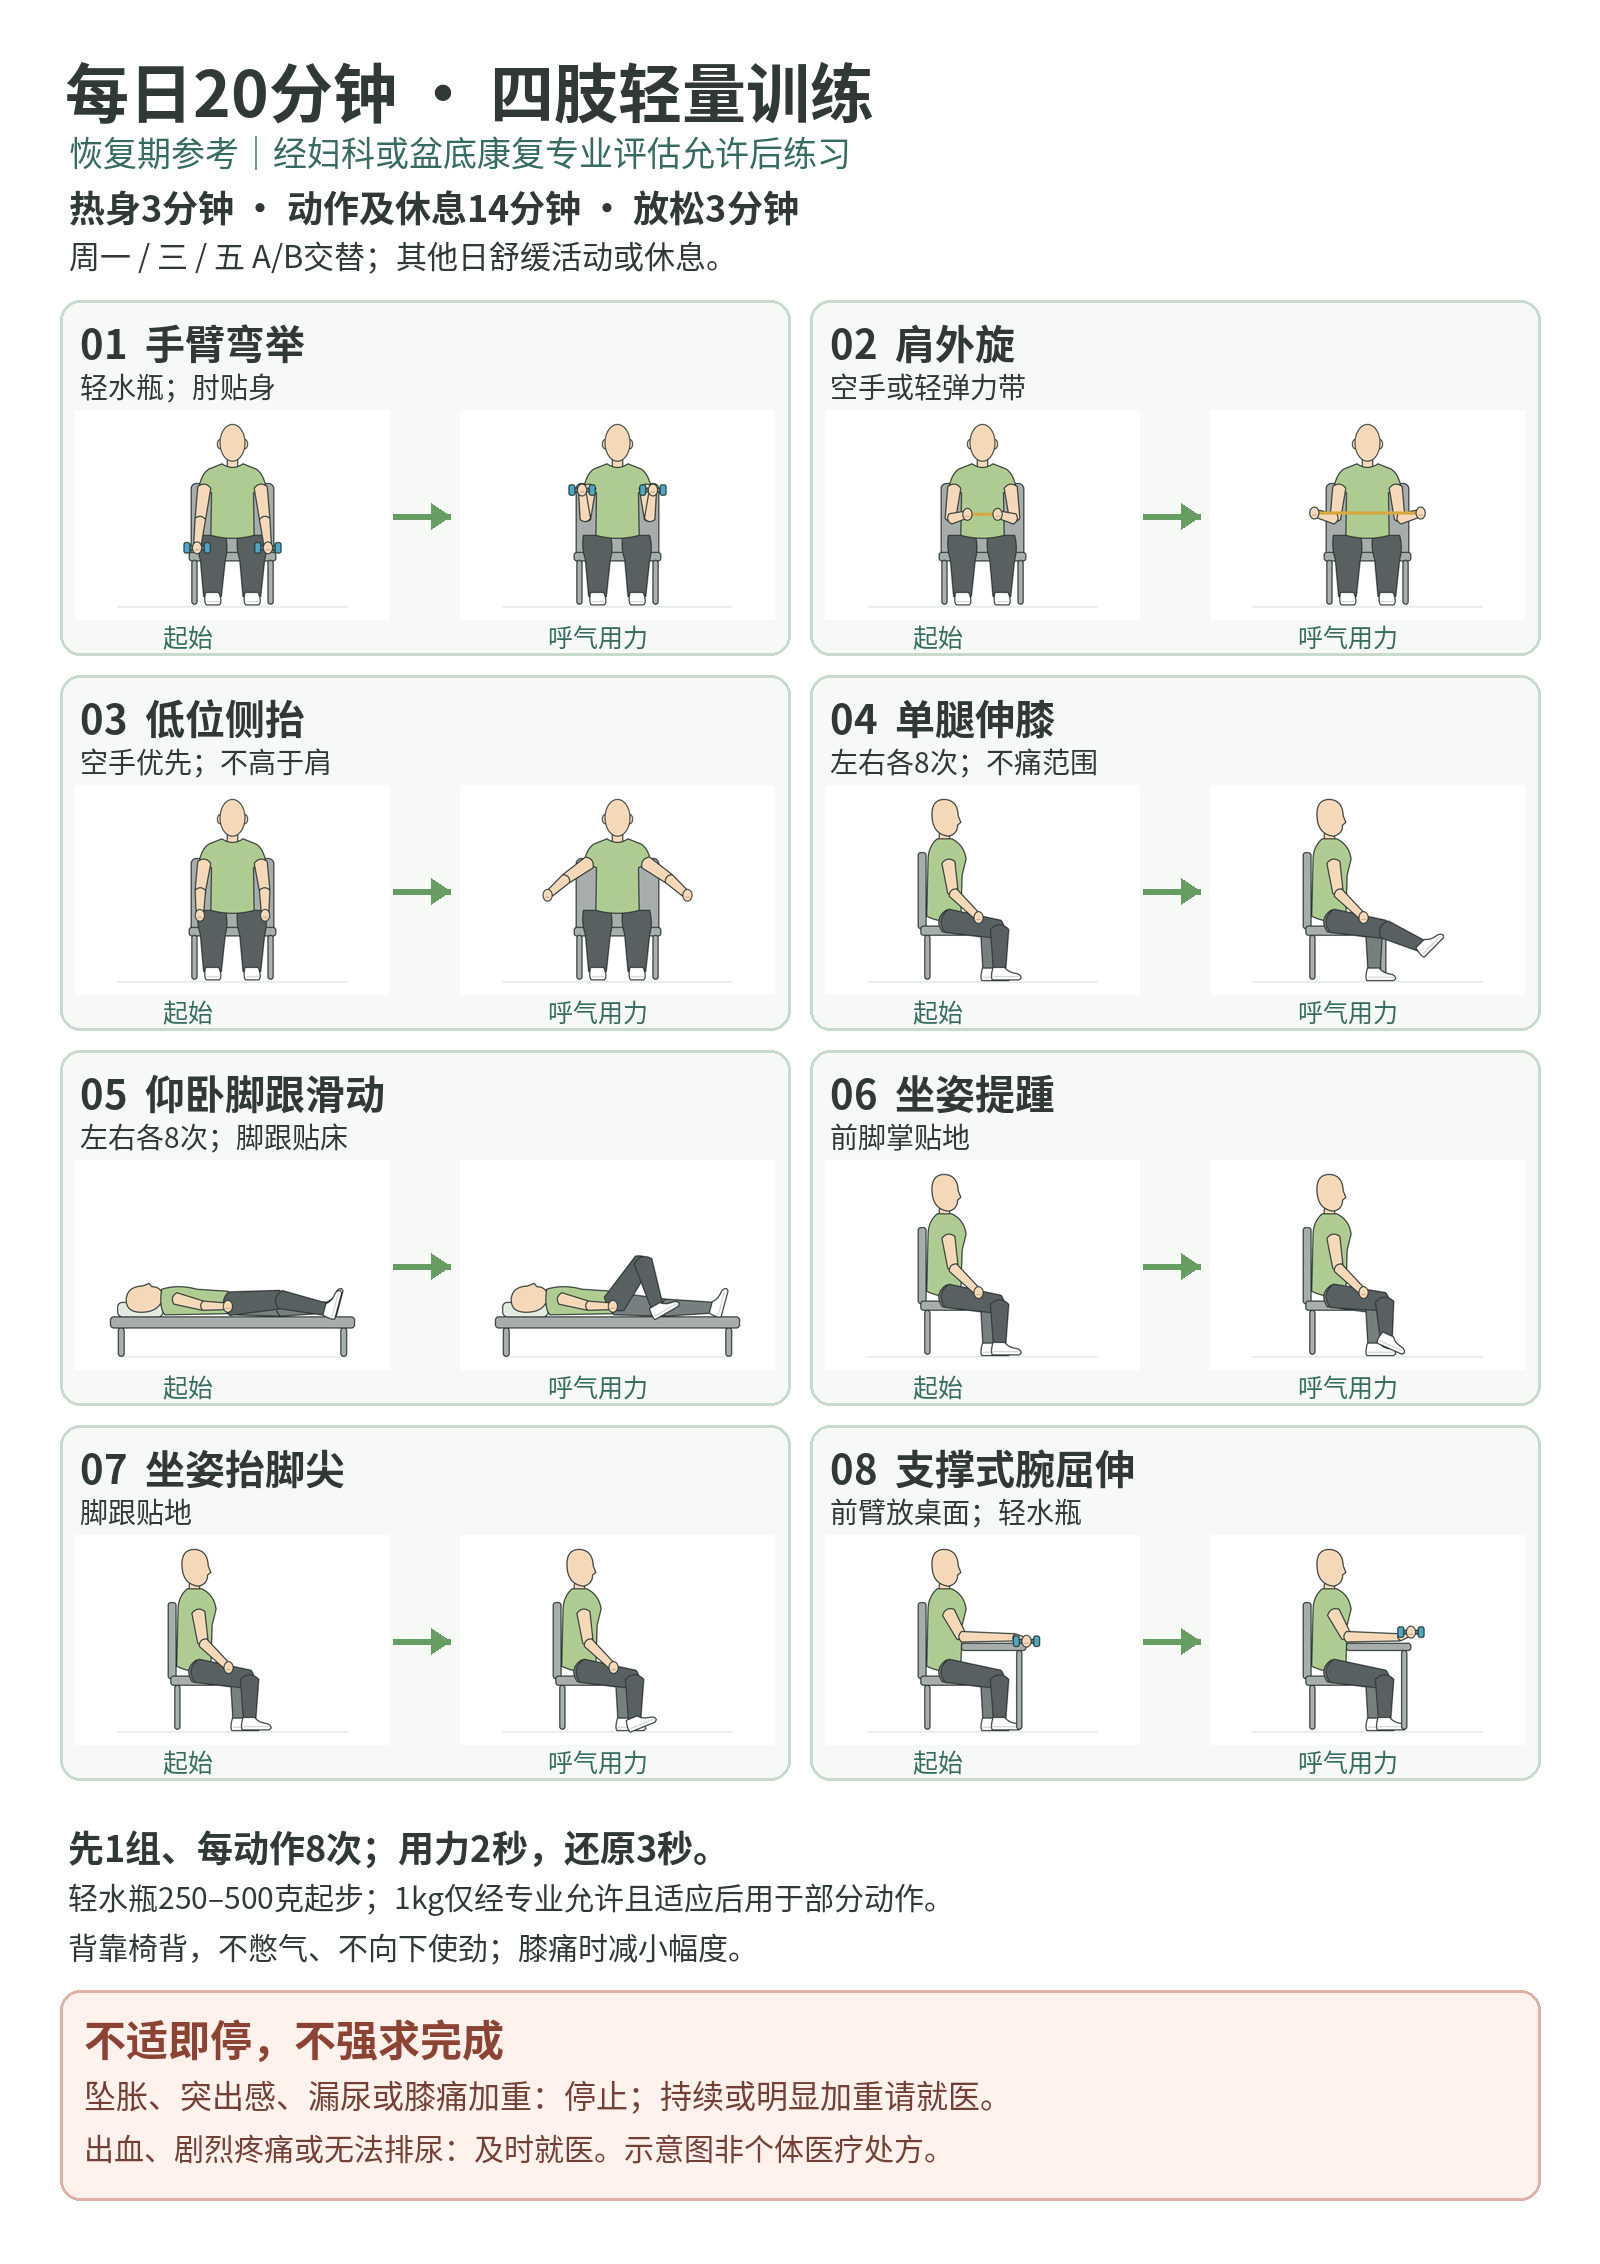 每日20分钟 · 四肢轻量训练
恢复期参考｜经妇科或盆底康复专业评估允许后练习
热身3分钟 · 动作及休息14分钟 · 放松3分钟
周一 / 三 / 五 A/B交替；其他日舒缓活动或休息。
01 手臂弯举
轻水瓶；肘贴身
起始
呼气用力
02 肩外旋
空手或轻弹力带
起始
呼气用力
03 低位侧抬
空手优先；不高于肩
起始
呼气用力
04 单腿伸膝
左右各8次；不痛范围
起始
呼气用力
05 仰卧脚跟滑动
左右各8次；脚跟贴床
起始
呼气用力
06 坐姿提踵
前脚掌贴地
起始
呼气用力
07 坐姿抬脚尖
脚跟贴地
起始
呼气用力
08 支撑式腕屈伸
前臂放桌面；轻水瓶
起始
呼气用力
先1组、每动作8次；用力2秒，还原3秒。
轻水瓶250–500克起步；1kg仅经专业允许且适应后用于部分动作。
背靠椅背，不憋气、不向下使劲；膝痛时减小幅度。
不适即停，不强求完成
坠胀、突出感、漏尿或膝痛加重：停止；持续或明显加重请就医。
出血、剧烈疼痛或无法排尿：及时就医。示意图非个体医疗处方。